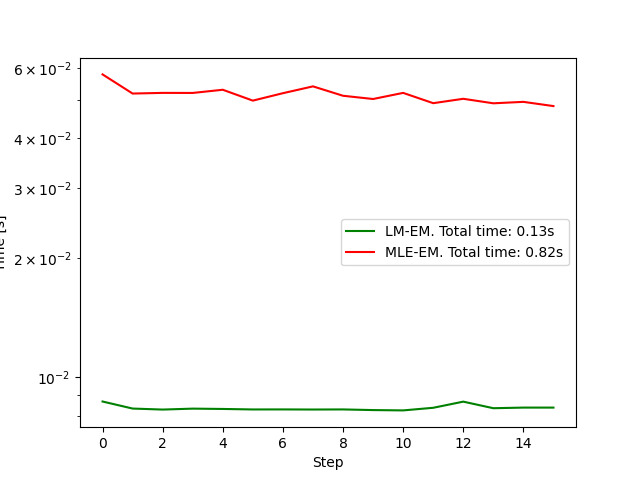 6 × 10⁻²
4 × 10⁻²
3 × 10⁻²
2 × 10⁻²
10⁻²
[s]
LM-EM. Total time: 0.13s
MLE-EM. Total time: 0.82s
0 2 4 6 8 10 12 14
Step